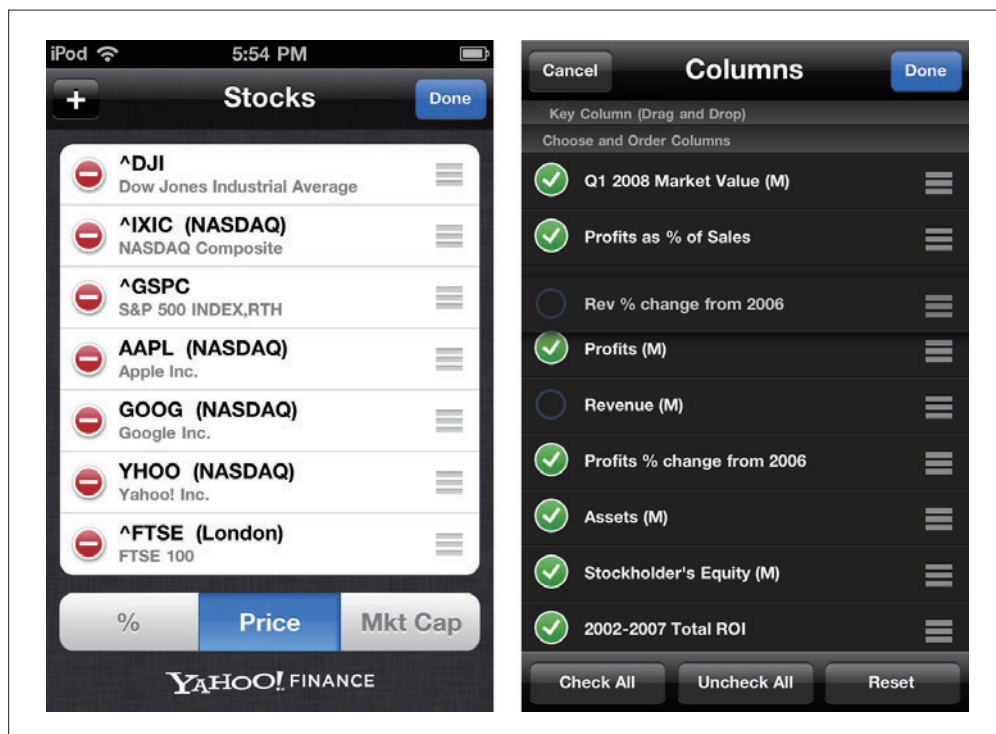 iPod 5:54 PM
+ Stocks Done
^DJI
Dow Jones Industrial Average
^IXIC (NASDAQ)
NASDAQ Composite
^GSPC
S&P 500 INDEX,RTH
AAPL (NASDAQ)
Apple Inc.
GOOG (NASDAQ)
Google Inc.
YHOO (NASDAQ)
Yahoo! Inc.
^FTSE (London)
FTSE 100
% Price Mkt Cap
YAHOO! FINANCE
Cancel Columns Done
Key Column (Drag and Drop)
Choose and Order Columns
Q1 2008 Market Value (M)
Profits as % of Sales
Rev % change from 2006
Profits (M)
Revenue (M)
Profits % change from 2006
Assets (M)
Stockholder's Equity (M)
2002-2007 Total ROI
Check All Uncheck All Reset